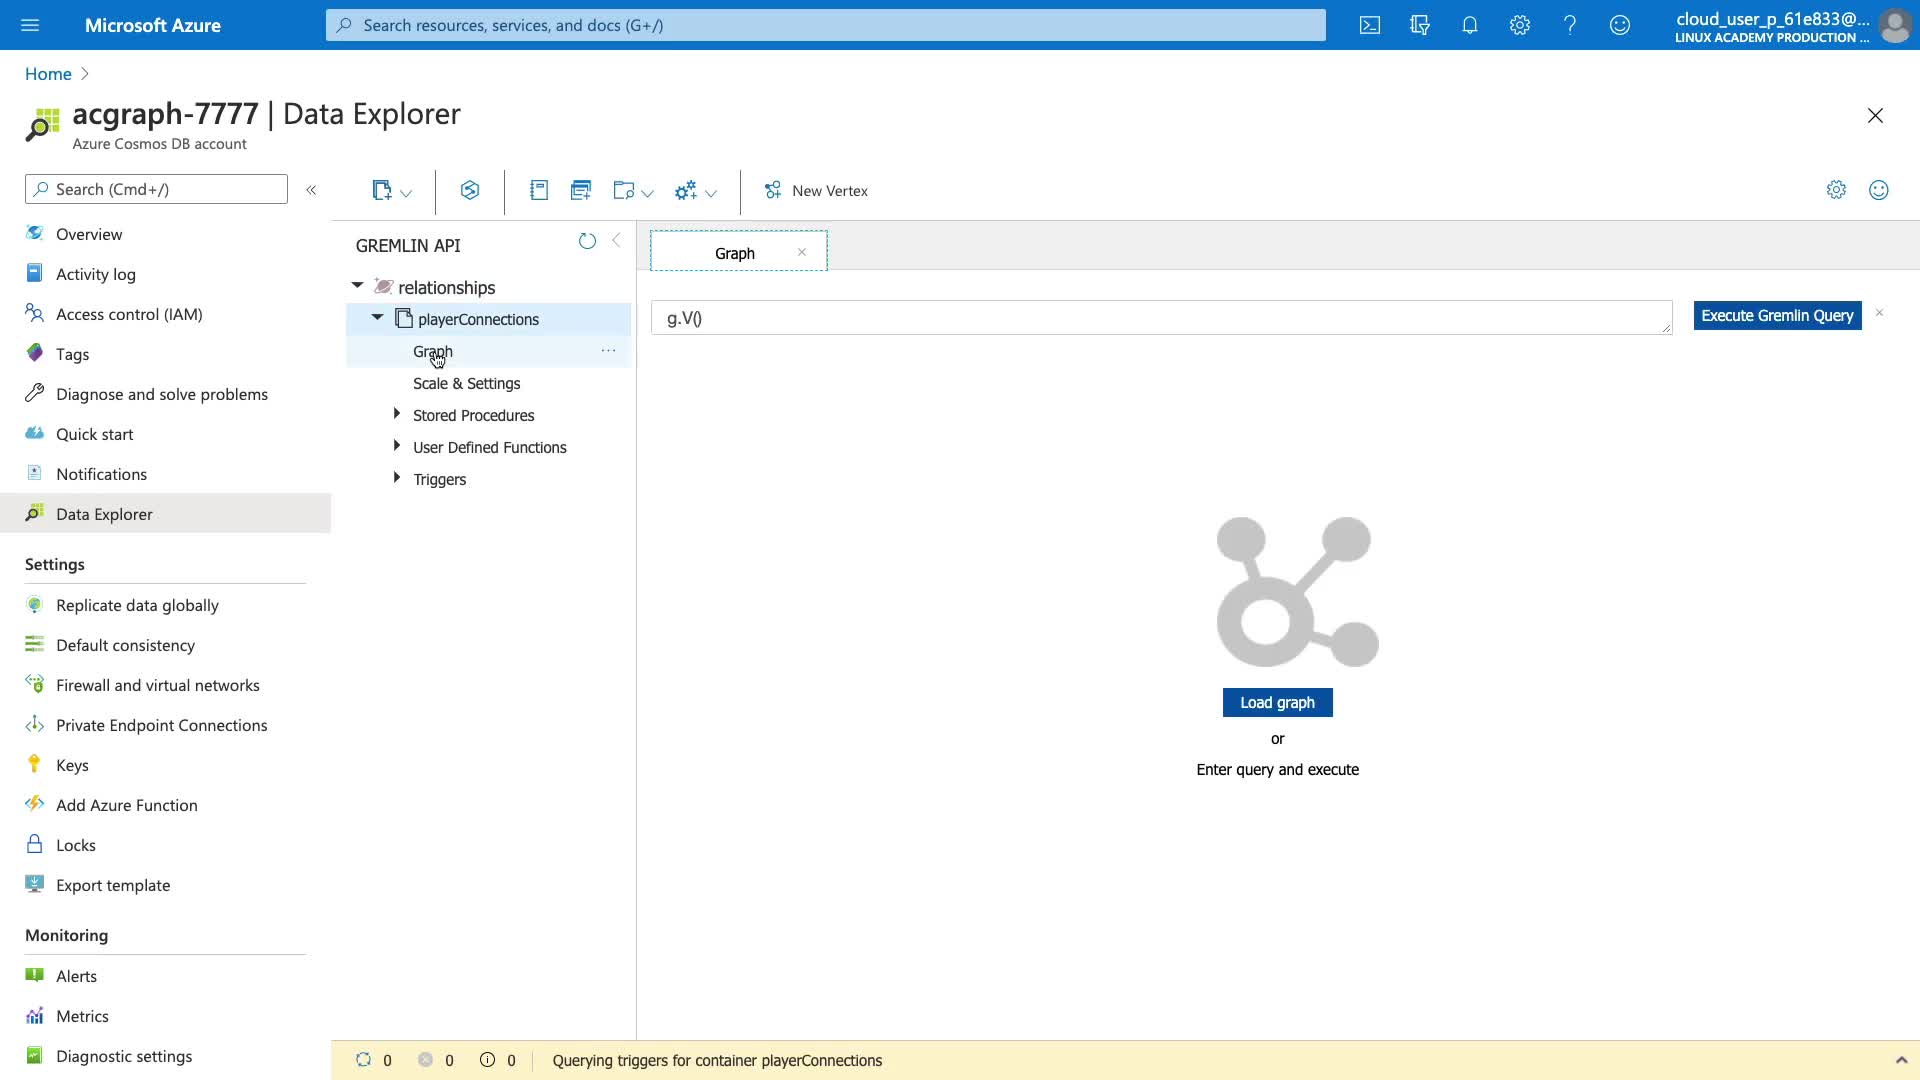 Microsoft Azure
Search resources, services, and docs (G+/)
cloud_user_p_61e833@...
LINUX ACADEMY PRODUCTION ...
Home
acgraph-7777 | Data Explorer
Azure Cosmos DB account
Search (Cmd+/)
Overview
Activity log
Access control (IAM)
Tags
Diagnose and solve problems
Quick start
Notifications
Data Explorer
Settings
Replicate data globally
Default consistency
Firewall and virtual networks
Private Endpoint Connections
Keys
Add Azure Function
Locks
Export template
Monitoring
Alerts
Metrics
Diagnostic settings
New Vertex
GREMLIN API
relationships
playerConnections
Graph
...
Scale & Settings
Stored Procedures
User Defined Functions
Triggers
Graph
g.V()
Execute Gremlin Query
Load graph
or
Enter query and execute
0 0 0 Querying triggers for container playerConnections